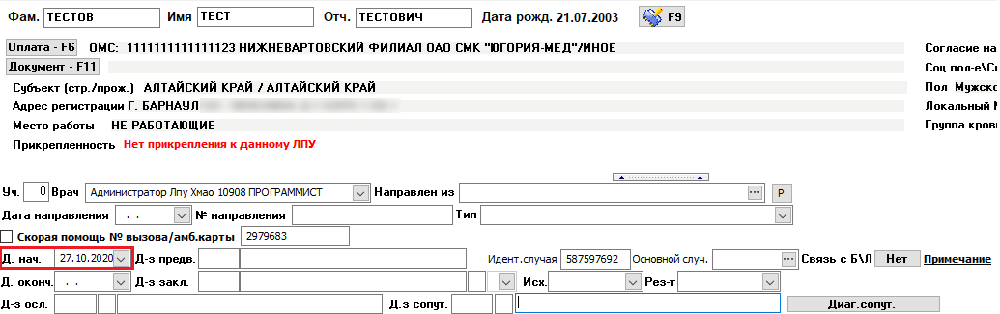 Фам. ТЕСТОВ Имя ТЕСТ Отч. ТЕСТОВИЧ Дата рожд. 21.07.2003 F9
Оплата - F6 ОМС: 1111111111111123 НИЖНЕВАРТОВСКИЙ ФИЛИАЛ ОАО СМК "ЮГОРИЯ-МЕД"/ИНОЕ Согласие на
Документ - F11 Соц.пол-е\Сп
Субъект (стр./прож.) АЛТАЙСКИЙ КРАЙ / АЛТАЙСКИЙ КРАЙ Пол Мужско
Адрес регистрации Г. БАРНАУЛ Локальный №
Место работы НЕ РАБОТАЮЩИЕ Группа кров
Прикрепленность Нет прикрепления к данному ЛПУ
Уч. 0 Врач Администратор Лпу Хмао 10908 ПРОГРАММИСТ Направлен из ... Р
Дата направления . . № направления Тип
Скорая помощь № вызова/амб.карты 2979683
Д. нач. 27.10.2020 Д-з предв. Идент.случая 587597692 Основной случ. ... Связь с Б\Л Нет Примечание
Д. оконч. . . Д-з закл. Исх. Рез-т
Д-з осл. Д.з сопут. Диаг.сопут.